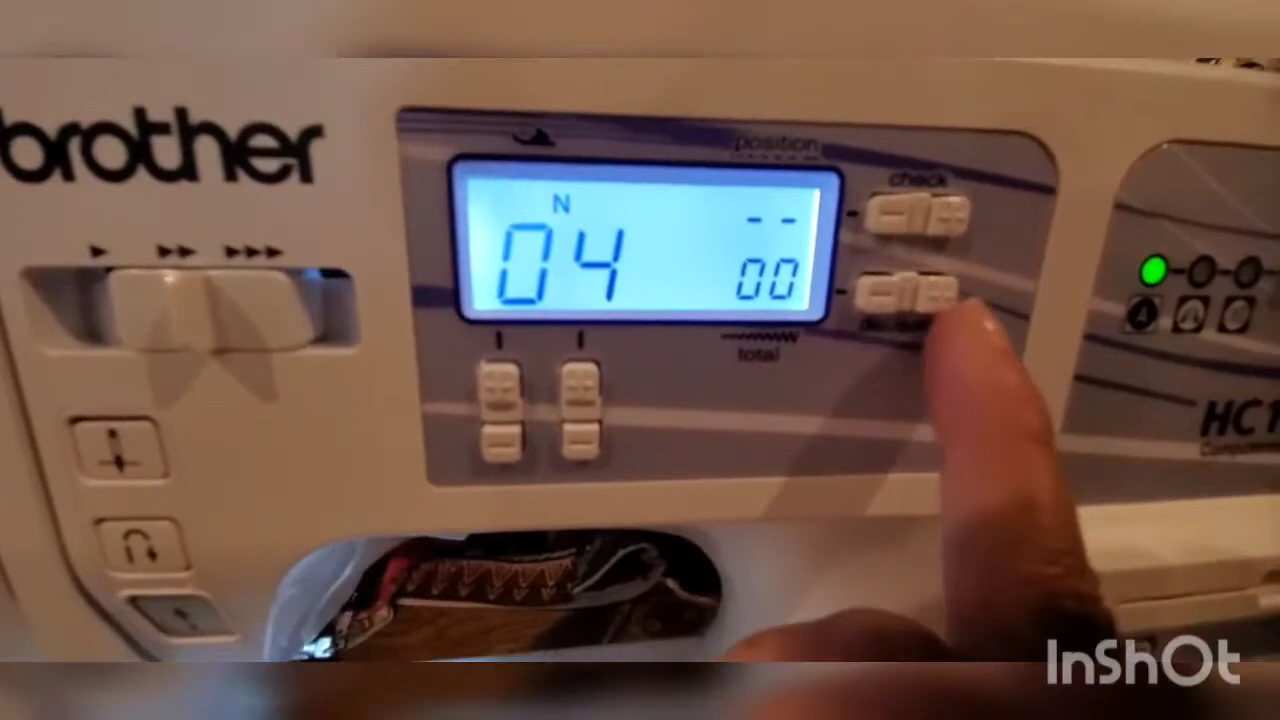 brother
position
check
N
- -
04
00
total
HC1
InShOt